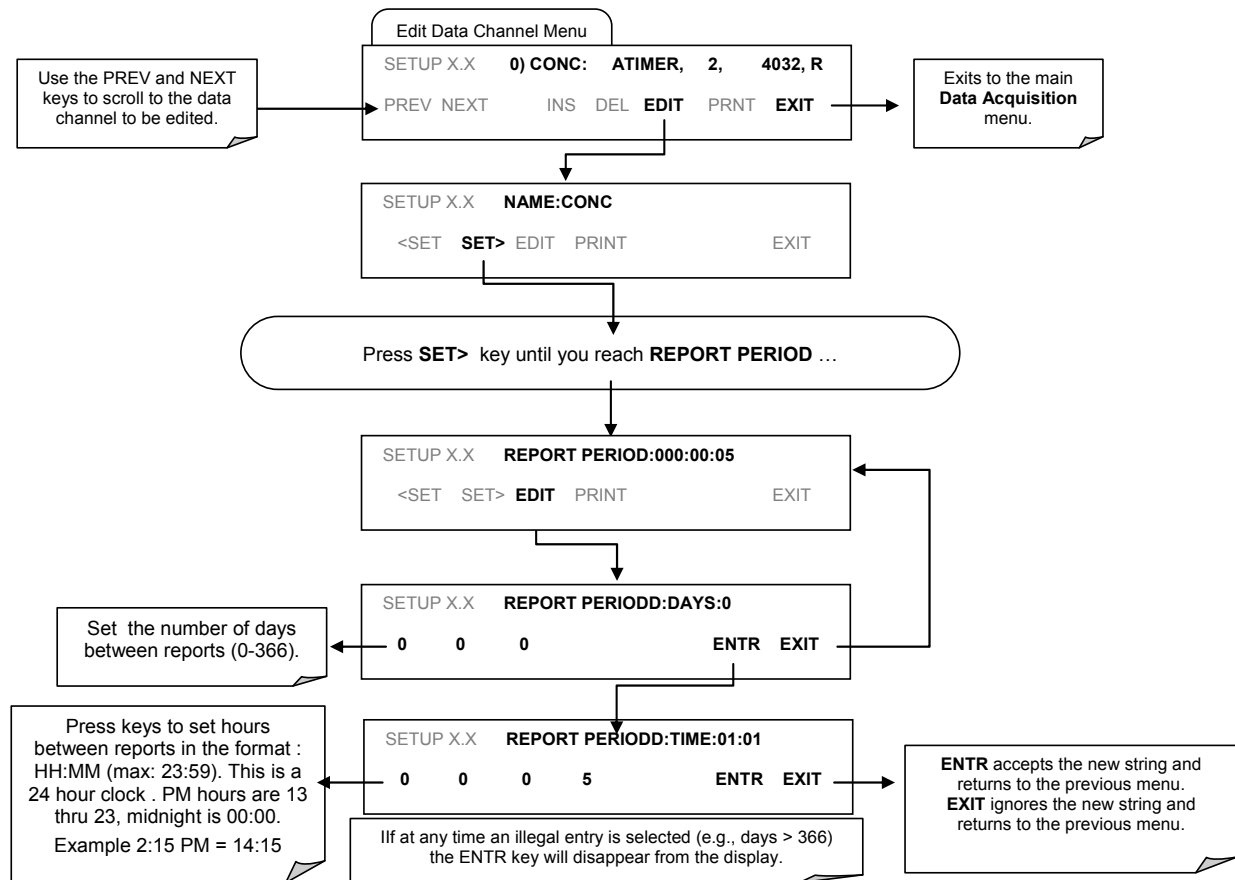 Edit Data Channel Menu
SETUP X.X 0) CONC: ATIMER, 2, 4032, R
PREV NEXT INS DEL EDIT PRNT EXIT
Use the PREV and NEXT
keys to scroll to the data
channel to be edited.
Exits to the main
Data Acquisition
menu.
SETUP X.X NAME:CONC
<SET SET> EDIT PRINT EXIT
Press SET> key until you reach REPORT PERIOD …
SETUP X.X REPORT PERIOD:000:00:05
<SET SET> EDIT PRINT EXIT
SETUP X.X REPORT PERIODD:DAYS:0
0 0 0 ENTR EXIT
Set the number of days
between reports (0-366).
SETUP X.X REPORT PERIODD:TIME:01:01
0 0 0 5 ENTR EXIT
Press keys to set hours
between reports in the format :
HH:MM (max: 23:59). This is a
24 hour clock . PM hours are 13
thru 23, midnight is 00:00.
Example 2:15 PM = 14:15
IIf at any time an illegal entry is selected (e.g., days > 366)
the ENTR key will disappear from the display.
ENTR accepts the new string and
returns to the previous menu.
EXIT ignores the new string and
returns to the previous menu.